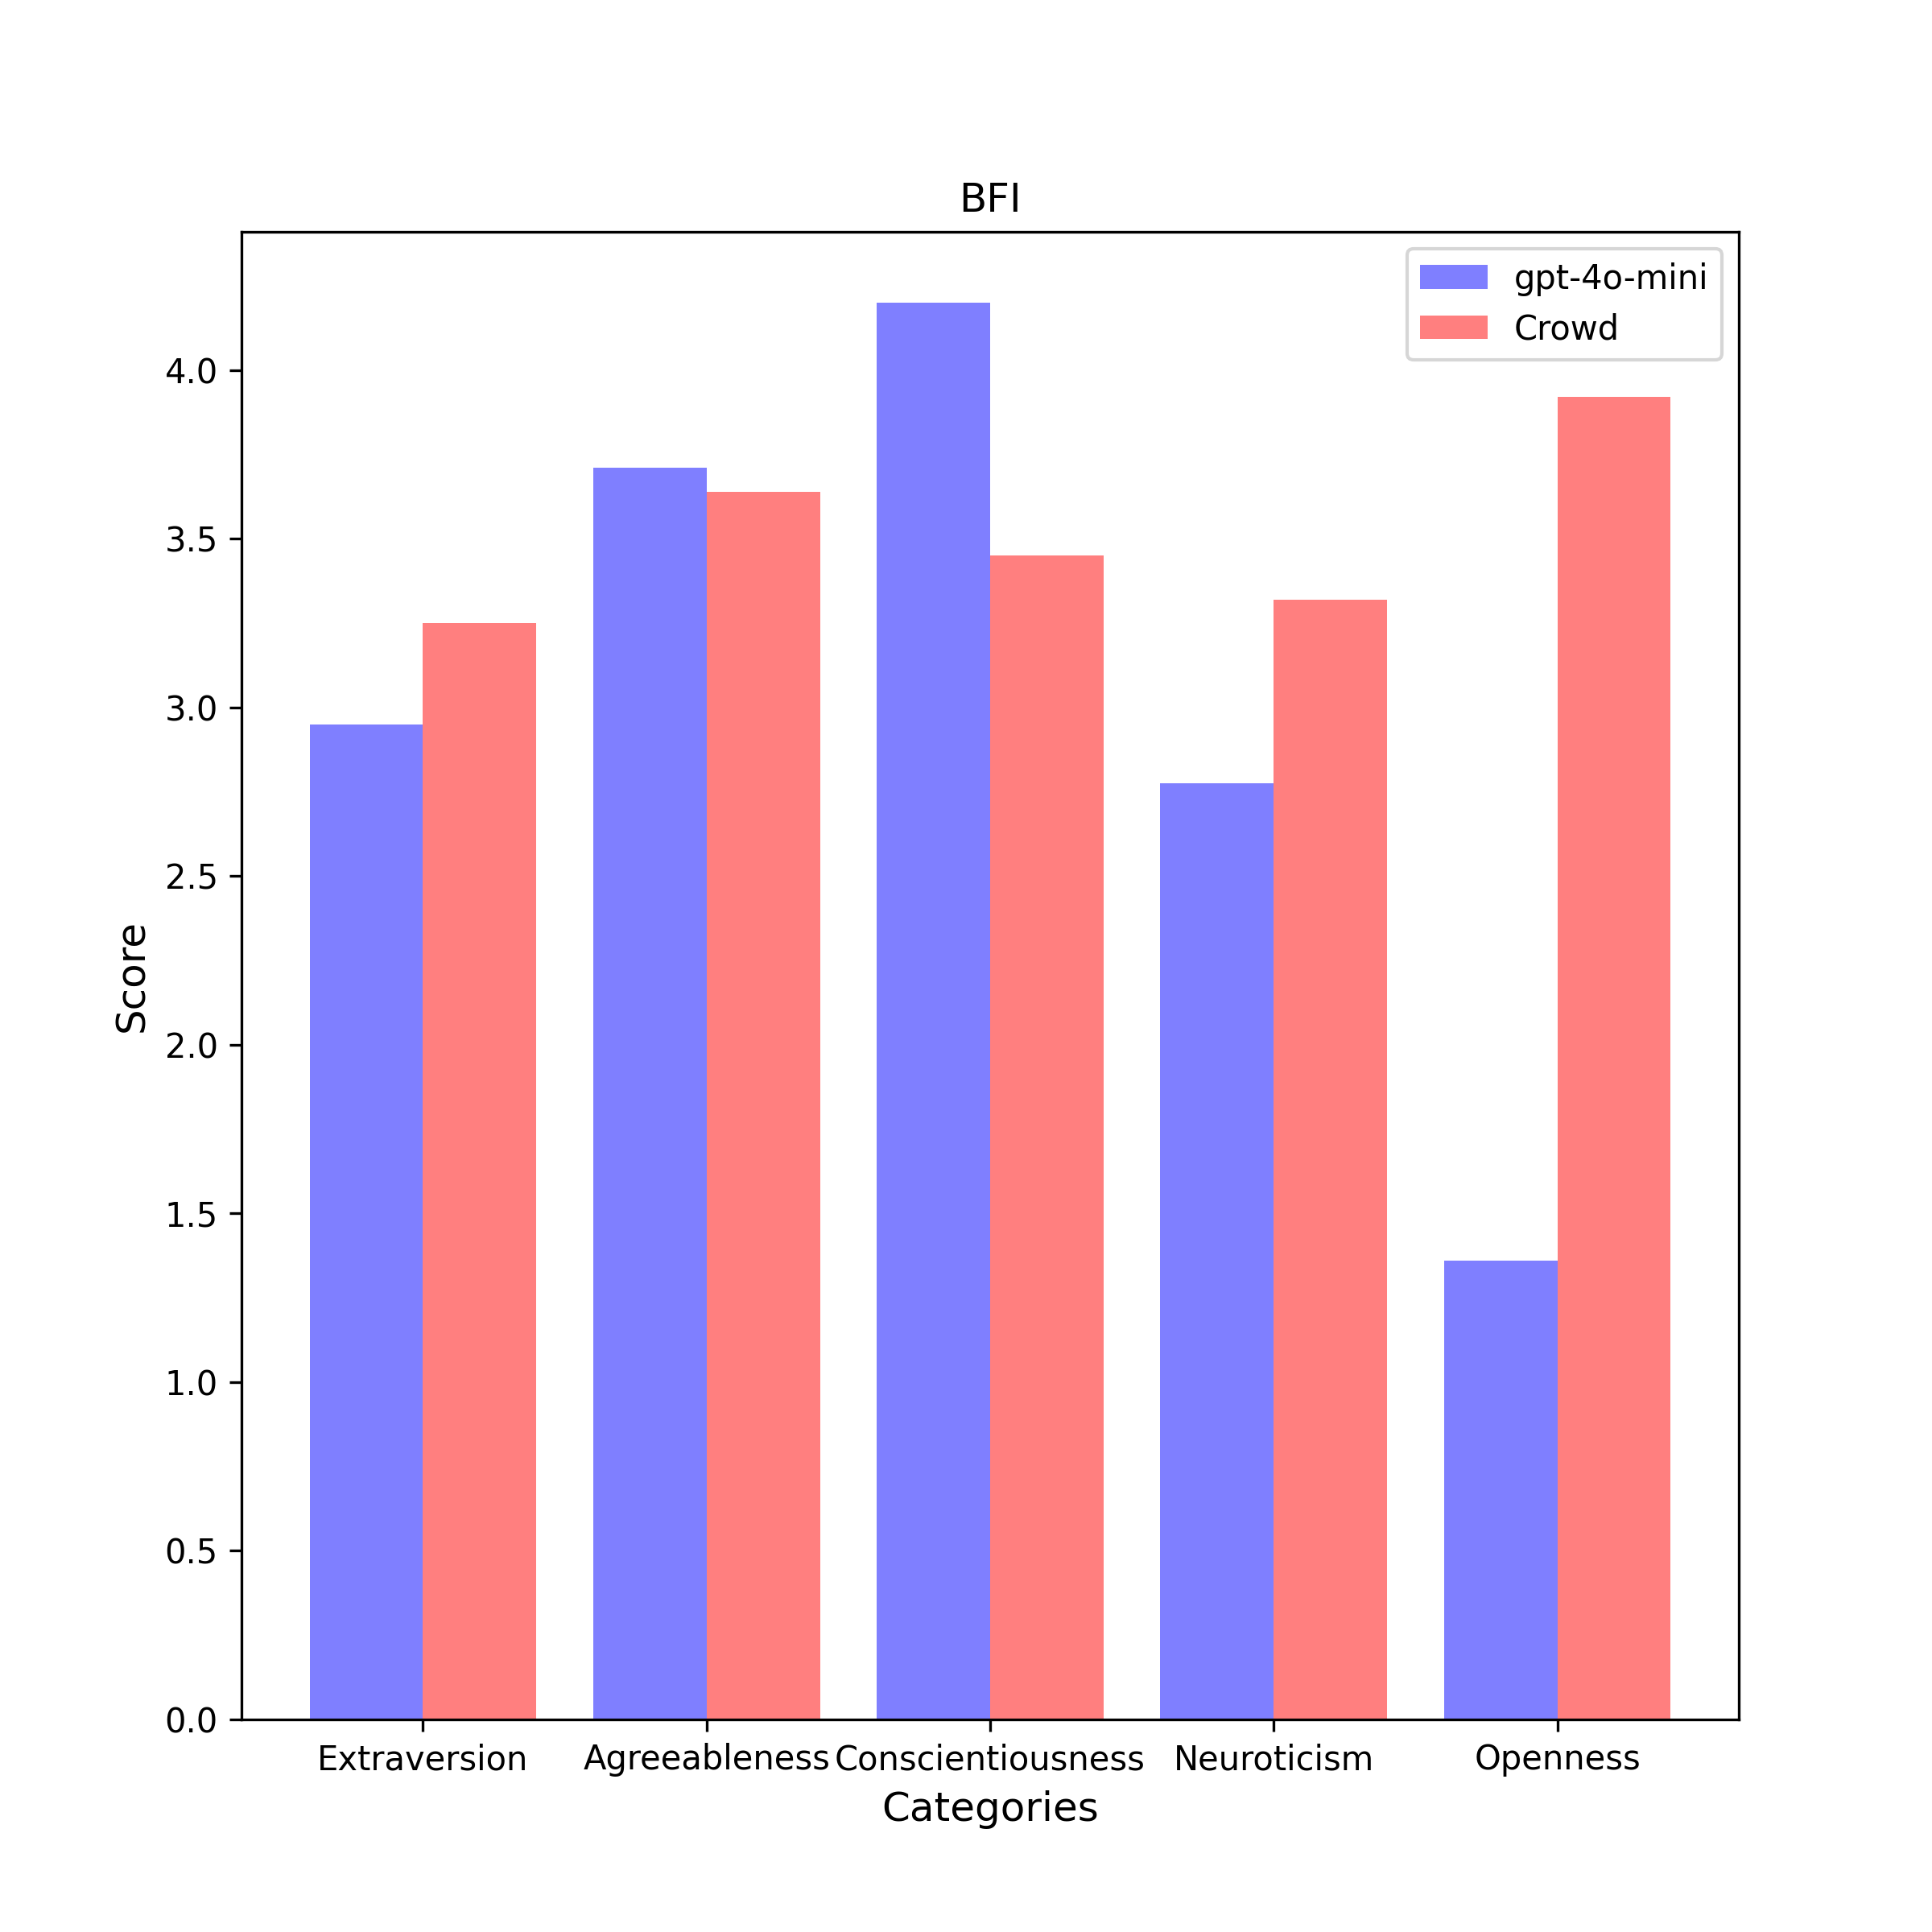 BFI
gpt-4o-mini
Crowd
4.0
3.5
3.0
2.5
2.0
1.5
1.0
0.5
0.0
Score
Extraversion Agreeableness Conscientiousness Neuroticism Openness
Categories